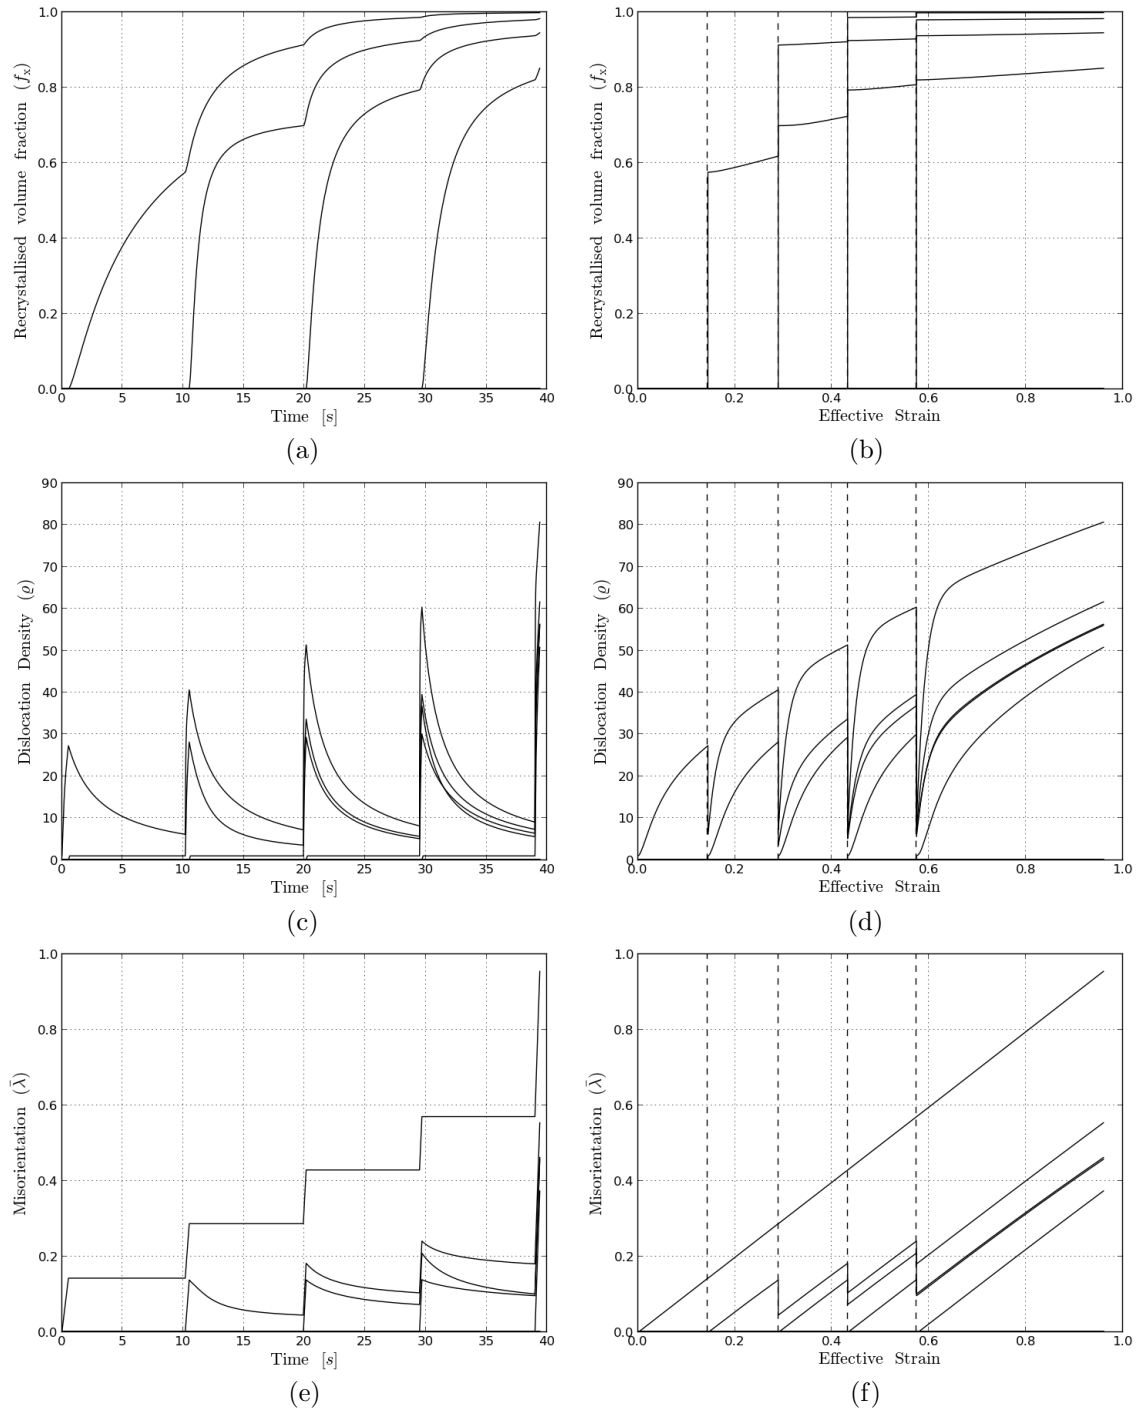 1.0 1.0
0.8 0.8
0.6 0.6
0.4 0.4
0.2 0.2
0.0 0.0
Recrystallised volume fraction (fx) Recrystallised volume fraction (fx)
0 5 10 15 20 25 30 35 40 0.0 0.2 0.4 0.6 0.8 1.0
Time [s] Effective Strain
(a) (b)
90 90
80 80
70 70
60 60
50 50
40 40
30 30
20 20
10 10
0 0
Dislocation Density (ϱ) Dislocation Density (ϱ)
0 5 10 15 20 25 30 35 40 0.0 0.2 0.4 0.6 0.8 1.0
Time [s] Effective Strain
(c) (d)
1.0 1.0
0.8 0.8
0.6 0.6
0.4 0.4
0.2 0.2
0.0 0.0
Misorientation (λ̄) Misorientation (λ̄)
0 5 10 15 20 25 30 35 40 0.0 0.2 0.4 0.6 0.8 1.0
Time [s] Effective Strain
(e) (f)